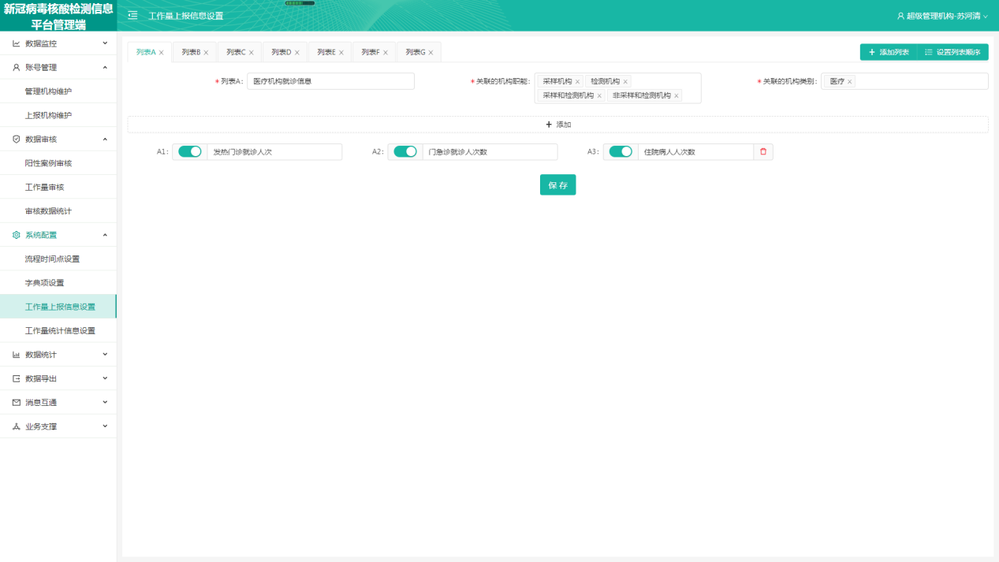 新冠病毒核酸检测信息
平台管理端
工作量上报信息设置
超级管理机构-苏河清
数据监控
账号管理
管理机构维护
上报机构维护
数据审核
阳性案例审核
工作量审核
审核数据统计
系统配置
流程时间点设置
字典项设置
工作量上报信息设置
工作量统计信息设置
数据统计
数据导出
消息互通
业务支撑
列表A × 列表B × 列表C × 列表D × 列表E × 列表F × 列表G ×
+ 添加列表 设置列表顺序
* 列表A: 医疗机构就诊信息
* 关联的机构职能: 采样机构 × 检测机构 ×
采样和检测机构 × 非采样和检测机构 ×
* 关联的机构类别: 医疗 ×
+ 添加
A1: 发热门诊就诊人次 A2: 门急诊就诊人次数 A3: 住院病人人次数
保 存